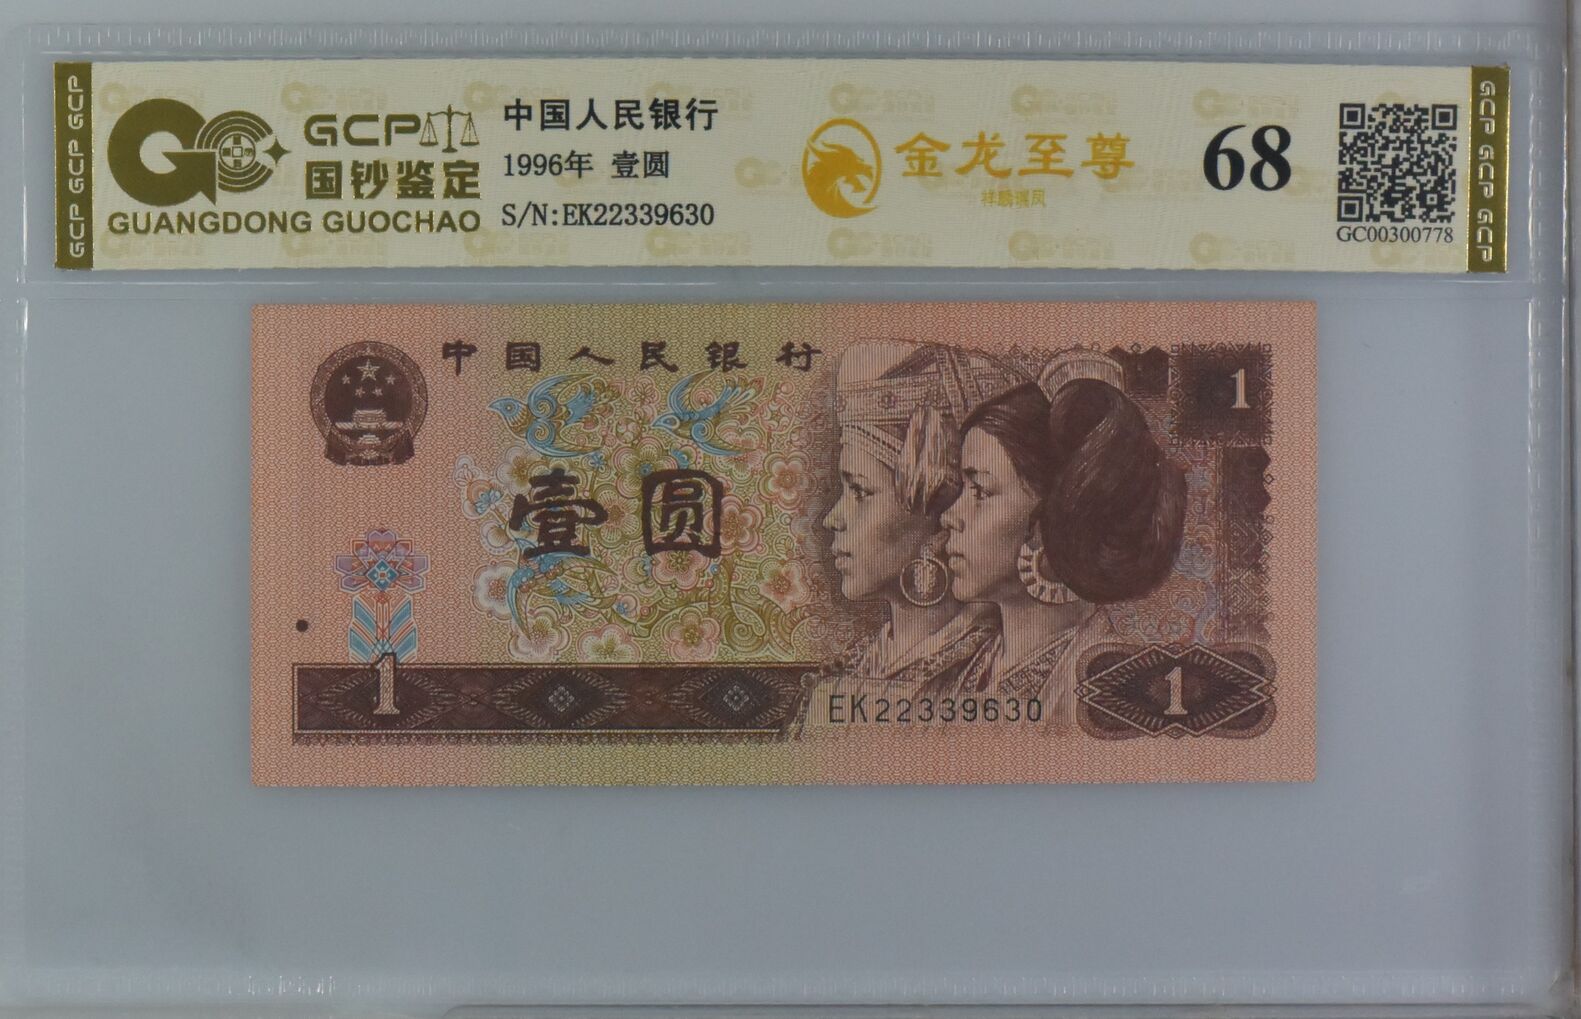 GCP GCP GCP
GCP
国钞鉴定
GUANGDONG GUOCHAO
中国人民银行
1996年 壹圆
S/N:EK22339630
金龙至尊
68
GC00300778
GCP GCP GCP
中国人民银行
1
壹圆
1
EK22339630
1